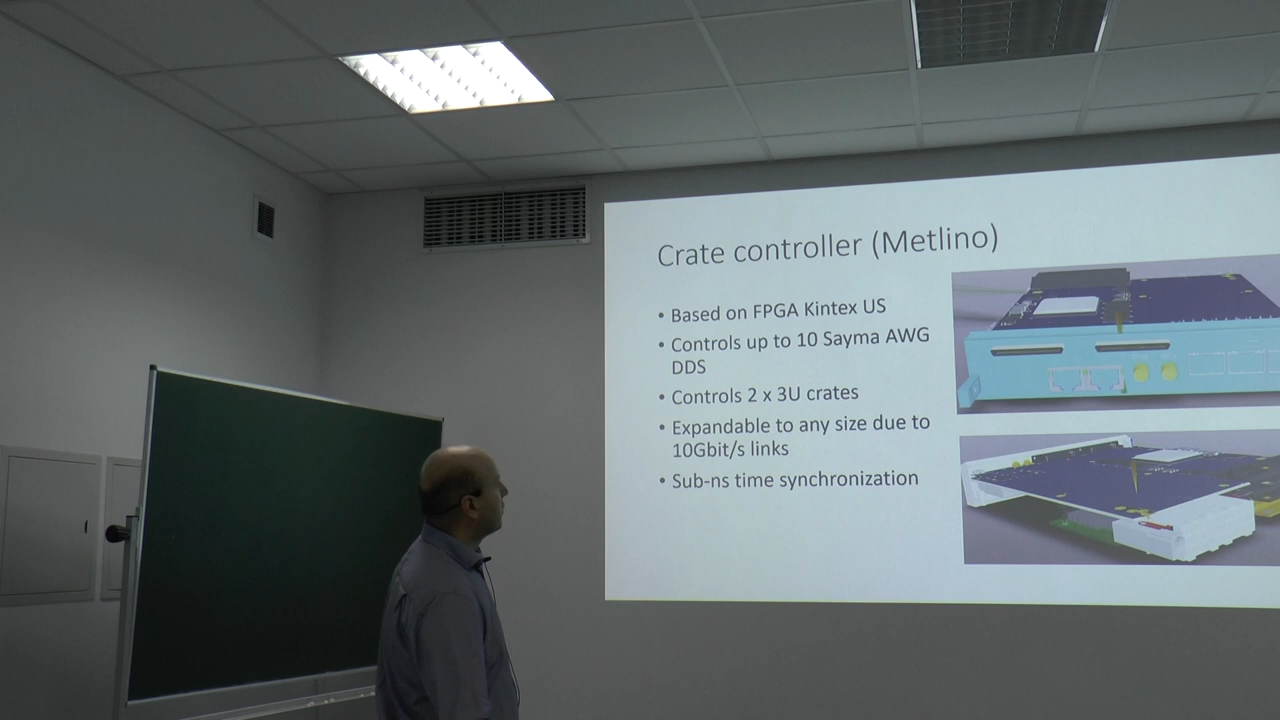 Crate controller (Metlino)
• Based on FPGA Kintex US
• Controls up to 10 Sayma AWG
DDS
• Controls 2 x 3U crates
• Expandable to any size due to
10Gbit/s links
• Sub-ns time synchronization